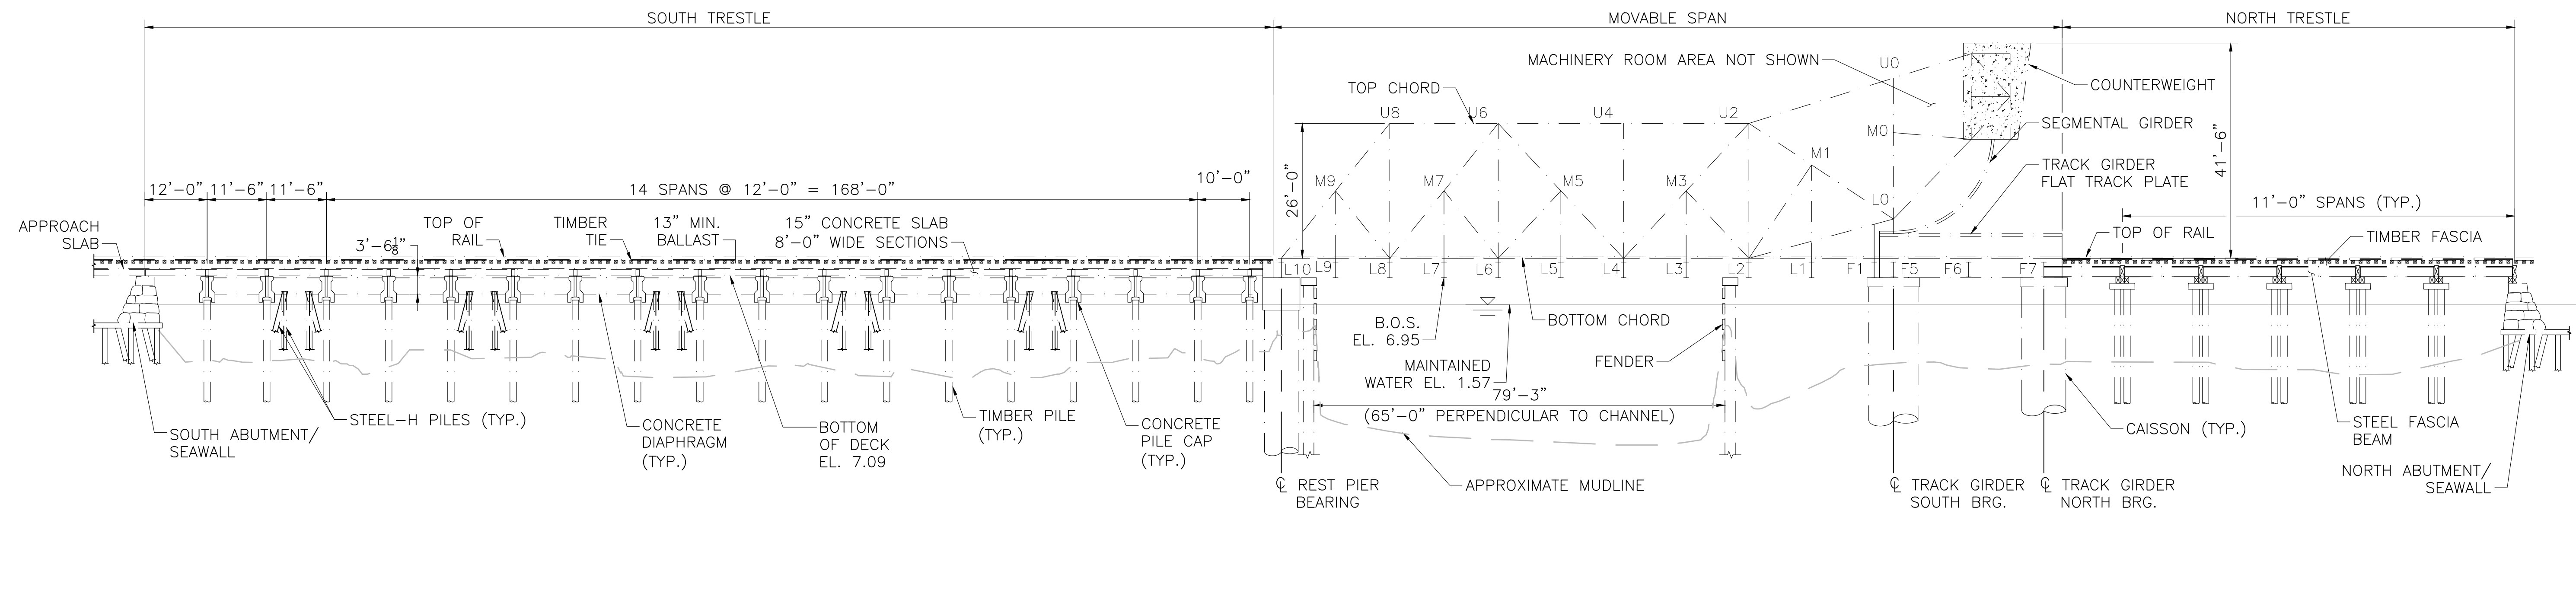 SOUTH TRESTLE
MOVABLE SPAN
NORTH TRESTLE
MACHINERY ROOM AREA NOT SHOWN
U0
COUNTERWEIGHT
TOP CHORD
U8
U6
U4
U2
M0
SEGMENTAL GIRDER
41'-6"
TRACK GIRDER
FLAT TRACK PLATE
M1
M9
M7
M5
M3
L0
26'-0"
12'-0"
11'-6"
11'-6"
14 SPANS @ 12'-0" = 168'-0"
10'-0"
11'-0" SPANS (TYP.)
APPROACH
SLAB
3'-6 1/8"
TOP OF
RAIL
TIMBER
TIE
13" MIN.
BALLAST
15" CONCRETE SLAB
8'-0" WIDE SECTIONS
TOP OF RAIL
TIMBER FASCIA
L10
L9
L8
L7
L6
L5
L4
L3
L2
L1
F1
F5
F6
F7
B.O.S.
EL. 6.95
BOTTOM CHORD
MAINTAINED
WATER EL. 1.57
FENDER
79'-3"
(65'-0" PERPENDICULAR TO CHANNEL)
SOUTH ABUTMENT/
SEAWALL
STEEL-H PILES (TYP.)
CONCRETE
DIAPHRAGM
(TYP.)
BOTTOM
OF DECK
EL. 7.09
TIMBER PILE
(TYP.)
CONCRETE
PILE CAP
(TYP.)
CAISSON (TYP.)
STEEL FASCIA
BEAM
NORTH ABUTMENT/
SEAWALL
℄ REST PIER
BEARING
APPROXIMATE MUDLINE
℄ TRACK GIRDER
SOUTH BRG.
℄ TRACK GIRDER
NORTH BRG.